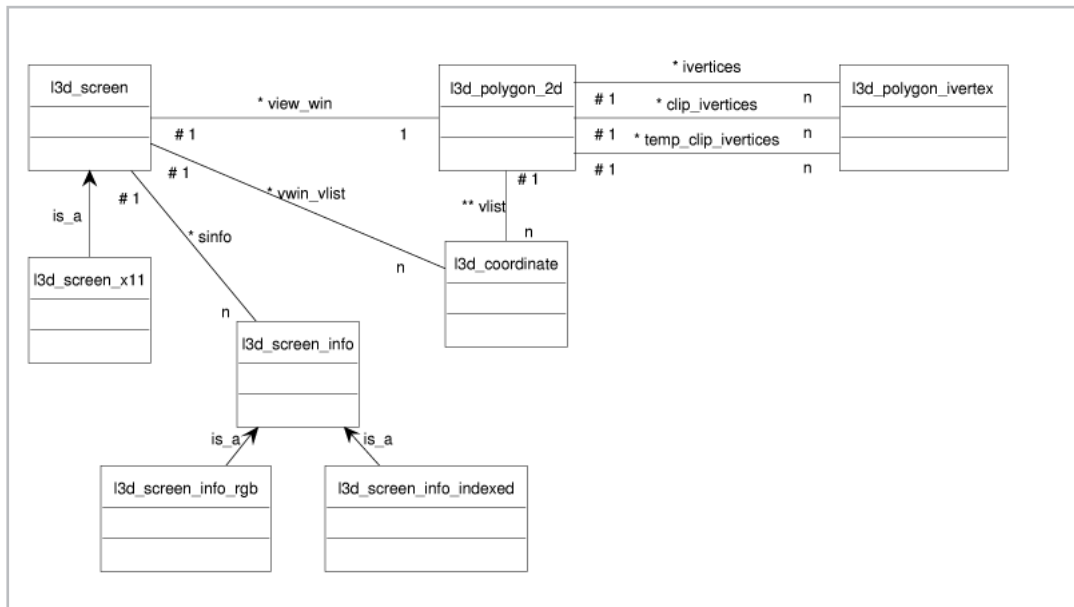 l3d_screen
* view_win
# 1
1
l3d_polygon_2d
* ivertices
# 1
n
* clip_ivertices
# 1
n
* temp_clip_ivertices
# 1
n
l3d_polygon_ivertex
# 1
* vwin_vlist
n
# 1
** vlist
n
l3d_coordinate
is_a
l3d_screen_x11
# 1
* sinfo
n
l3d_screen_info
is_a
is_a
l3d_screen_info_rgb
l3d_screen_info_indexed